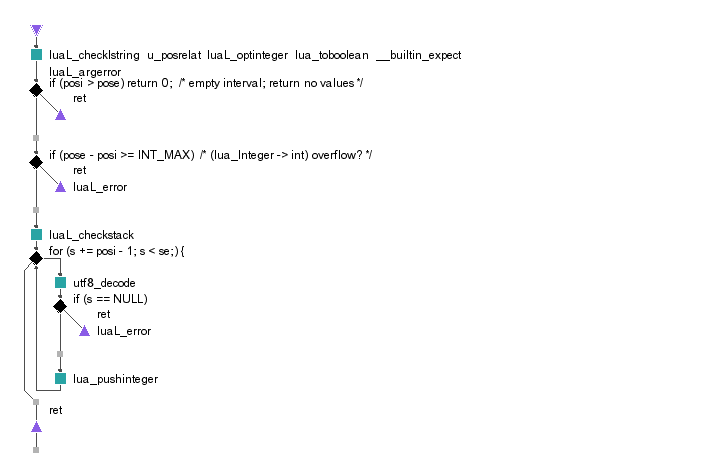 luaL_checklstring u_posrelat luaL_optinteger lua_toboolean __builtin_expect
luaL_argerror
if (posi > pose) return 0; /* empty interval; return no values */
ret
if (pose - posi >= INT_MAX) /* (lua_Integer -> int) overflow? */
ret
luaL_error
luaL_checkstack
for (s += posi - 1; s < se;) {
utf8_decode
if (s == NULL)
ret
luaL_error
lua_pushinteger
ret